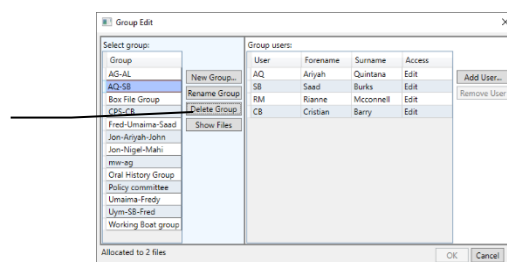 Group Edit
Select group:
Group
AG-AL
AQ-SB
Box File Group
CPS-CB
Fred-Umaima-Saad
Jon-Ariyah-John
Jon-Nigel-Mahi
mw-ag
Oral History Group
Policy committee
Umaima-Fredy
Uym-SB-Fred
Working Boat group
New Group...
Rename Group
Delete Group
Show Files
Group users:
User Forename Surname Access
AQ Ariyah Quintana Edit
SB Saad Burks Edit
RM Rianne Mcconnell Edit
CB Cristian Barry Edit
Add User...
Remove User
Allocated to 2 files
OK Cancel